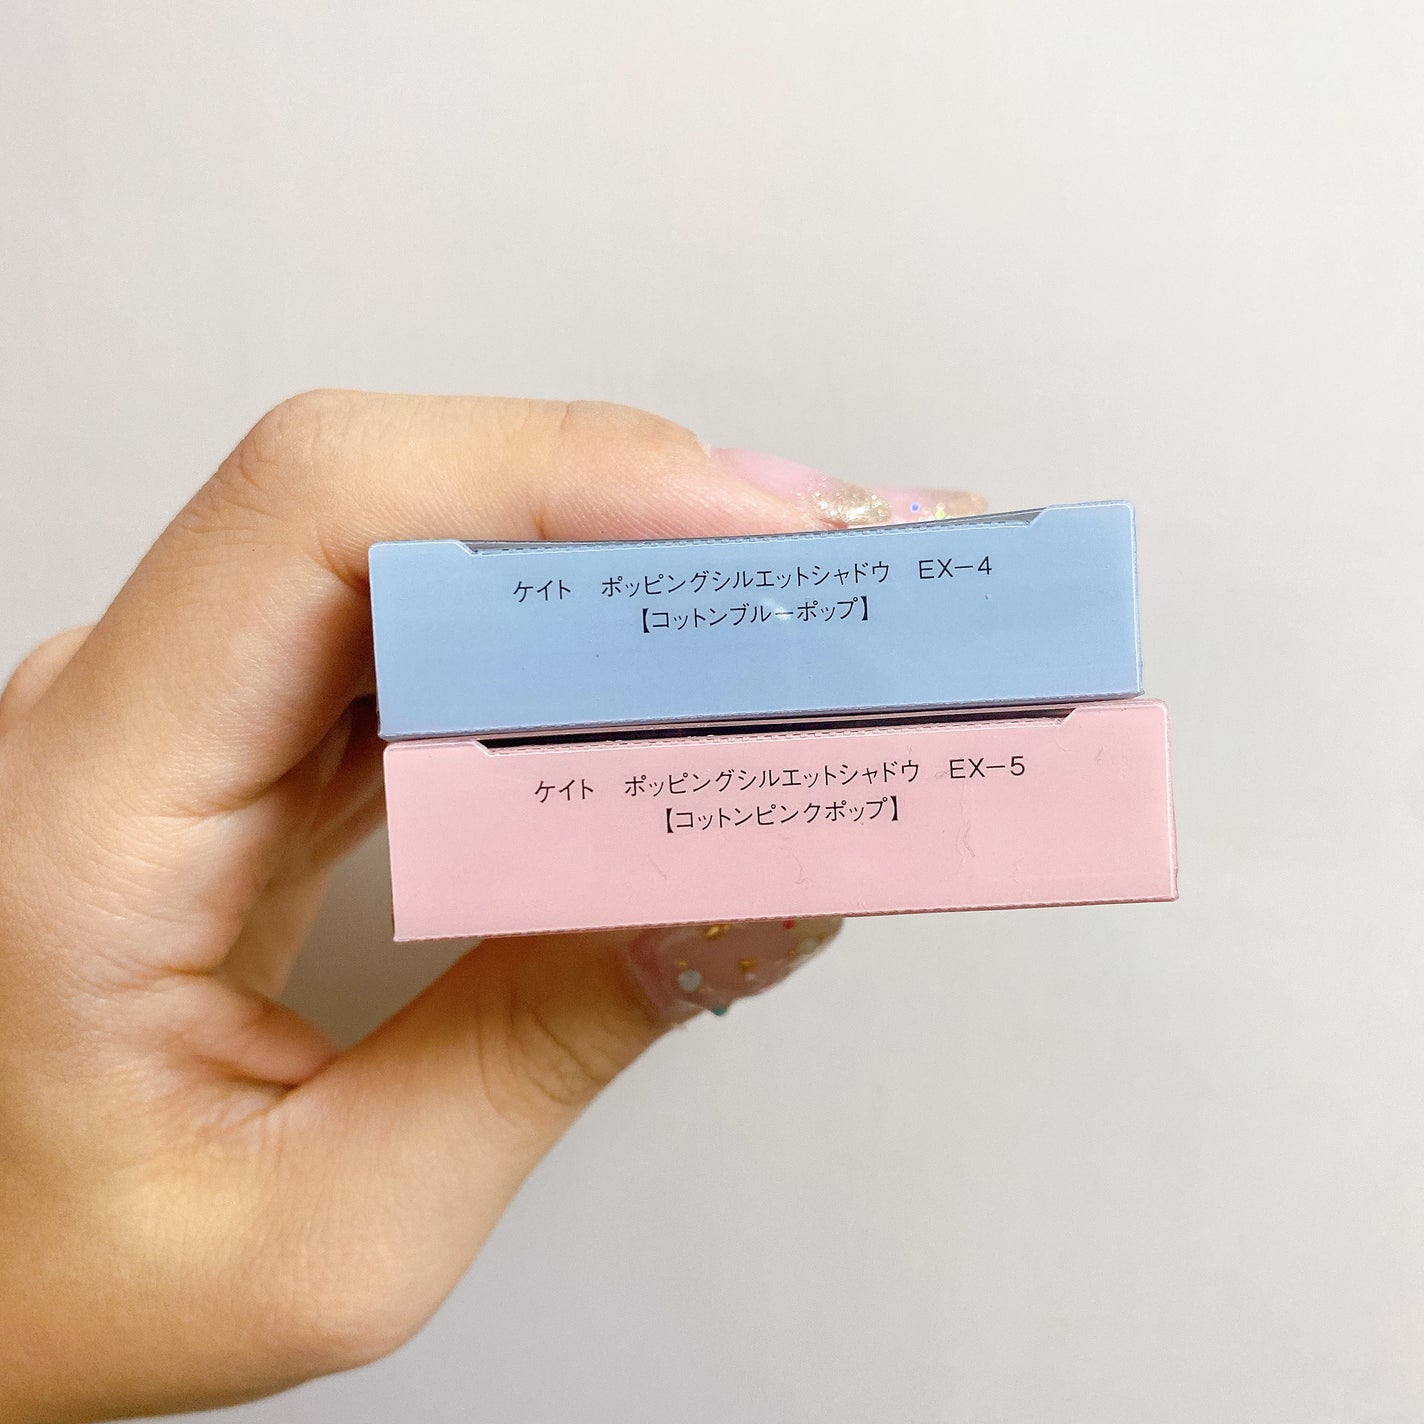 ケイト　ポッピングシルエットシャドウ　EX－4
【コットンブルーポップ】
ケイト　ポッピングシルエットシャドウ　EX－5
【コットンピンクポップ】